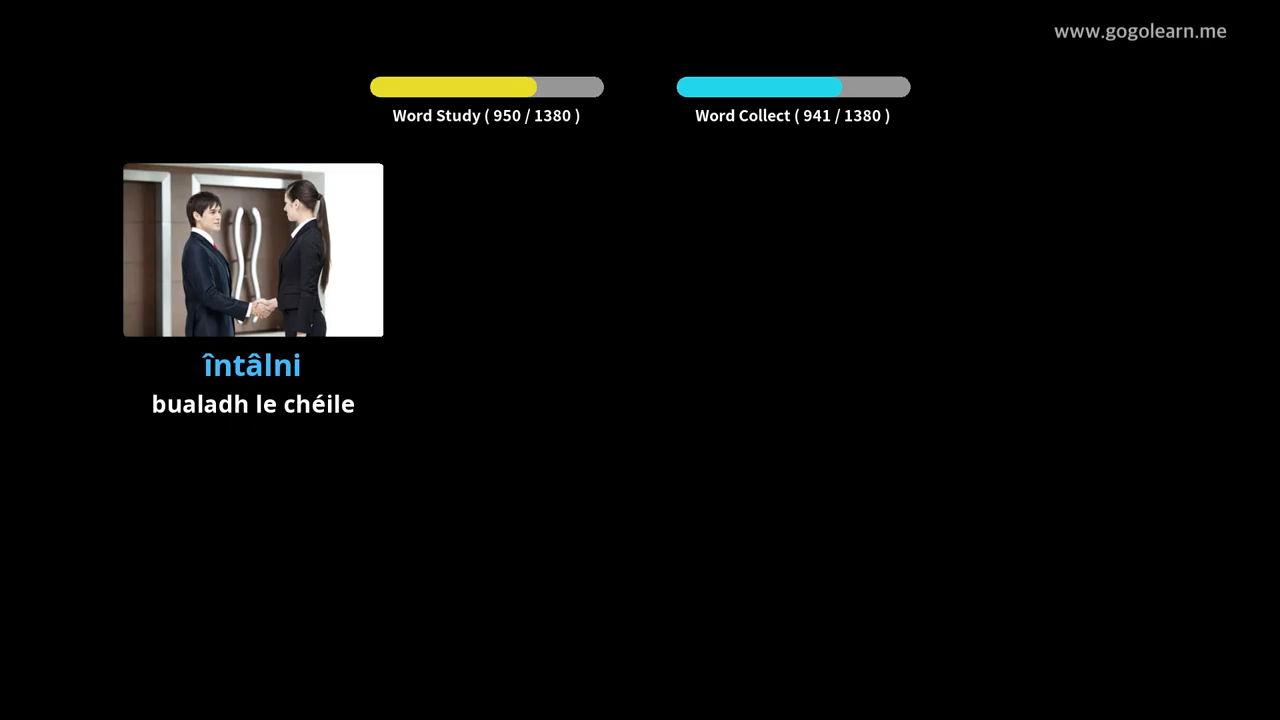 www.gogolearn.me
Word Study ( 950 / 1380 )
Word Collect ( 941 / 1380 )
întâlni
bualadh le chéile